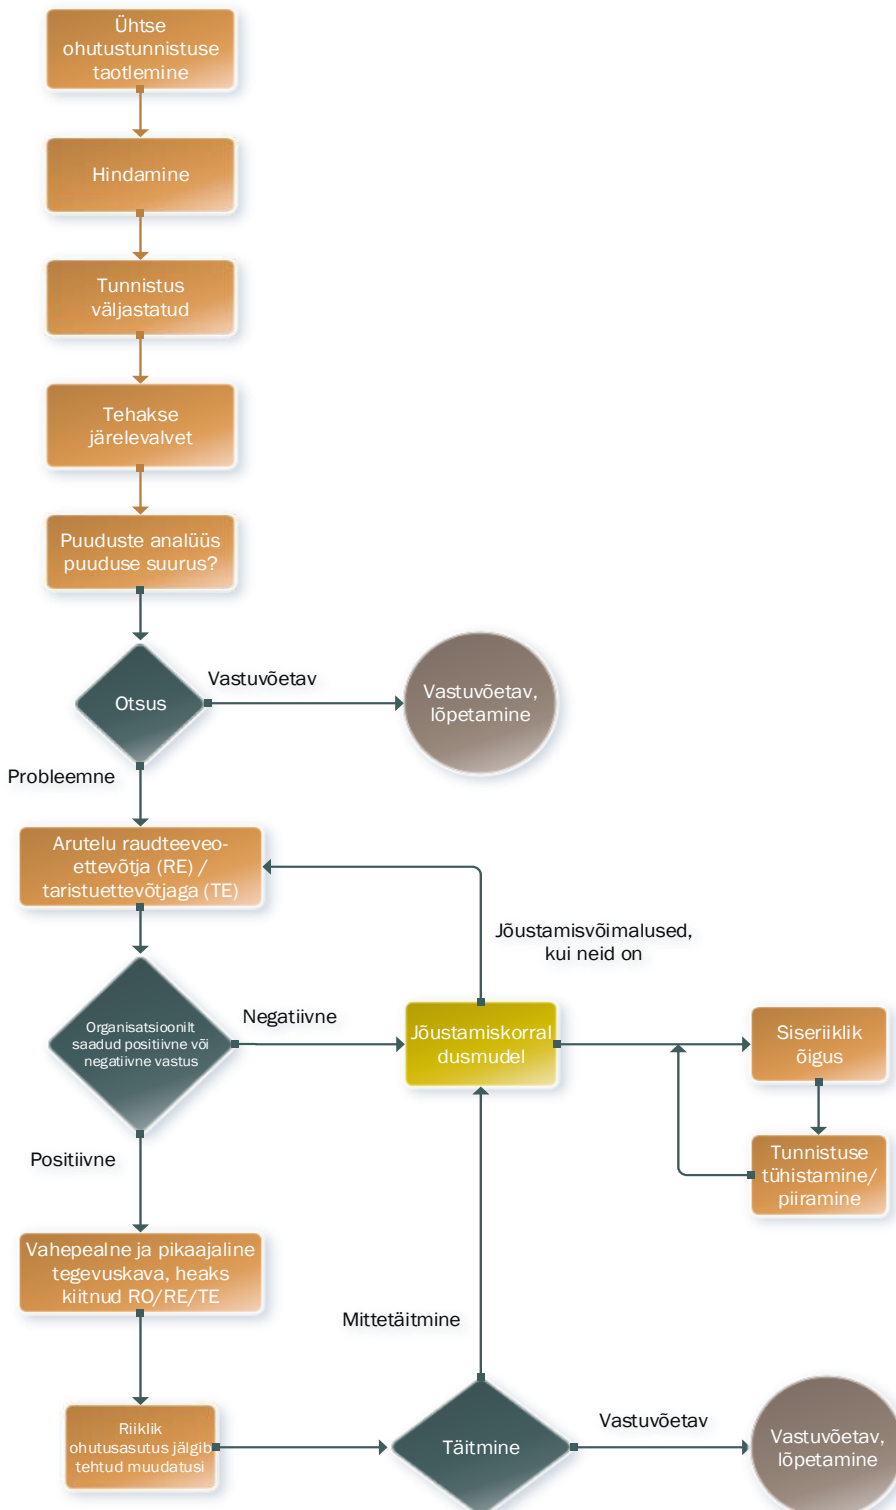 Ühtse
ohutustunnistuse
taotlemine
Hindamine
Tunnistus
väljastatud
Tehakse
järelevalvet
Puuduste analüüs
puuduse suurus?
Otsus
Vastuvõetav
Vastuvõetav,
lõpetamine
Probleemne
Arutelu raudteeveo-
ettevõtja (RE) /
taristuettevõtjaga (TE)
Jõustamisvõimalused,
kui neid on
Organisatsioonilt
saadud positiivne või
negatiivne vastus
Negatiivne
Jõustamiskorral
dusmudel
Siseriiklik
õigus
Tunnistuse
tühistamine/
piiramine
Positiivne
Vahepealne ja pikaajaline
tegevuskava, heaks
kiitnud RO/RE/TE
Mittetäitmine
Riiklik
ohutusasutus jälgib
tehtud muudatusi
Täitmine
Vastuvõetav
Vastuvõetav,
lõpetamine